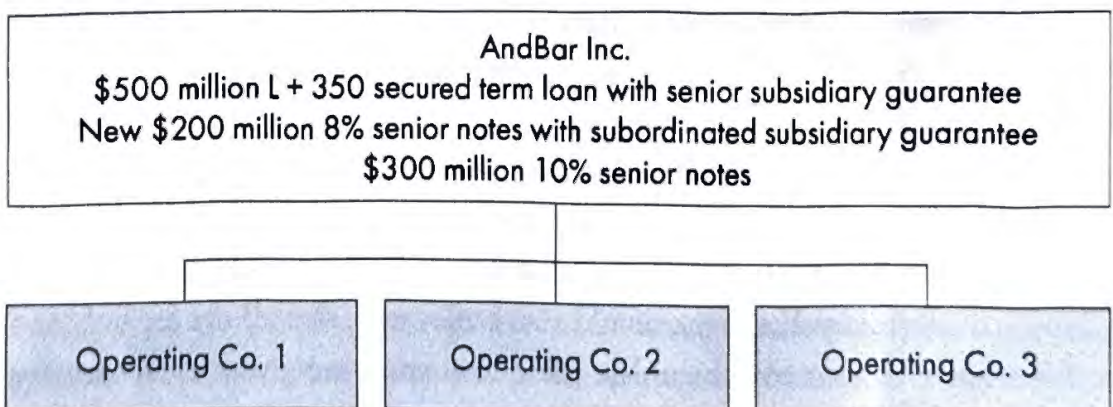 AndBar Inc.
$500 million L + 350 secured term loan with senior subsidiary guarantee
New $200 million 8% senior notes with subordinated subsidiary guarantee
$300 million 10% senior notes
Operating Co. 1
Operating Co. 2
Operating Co. 3